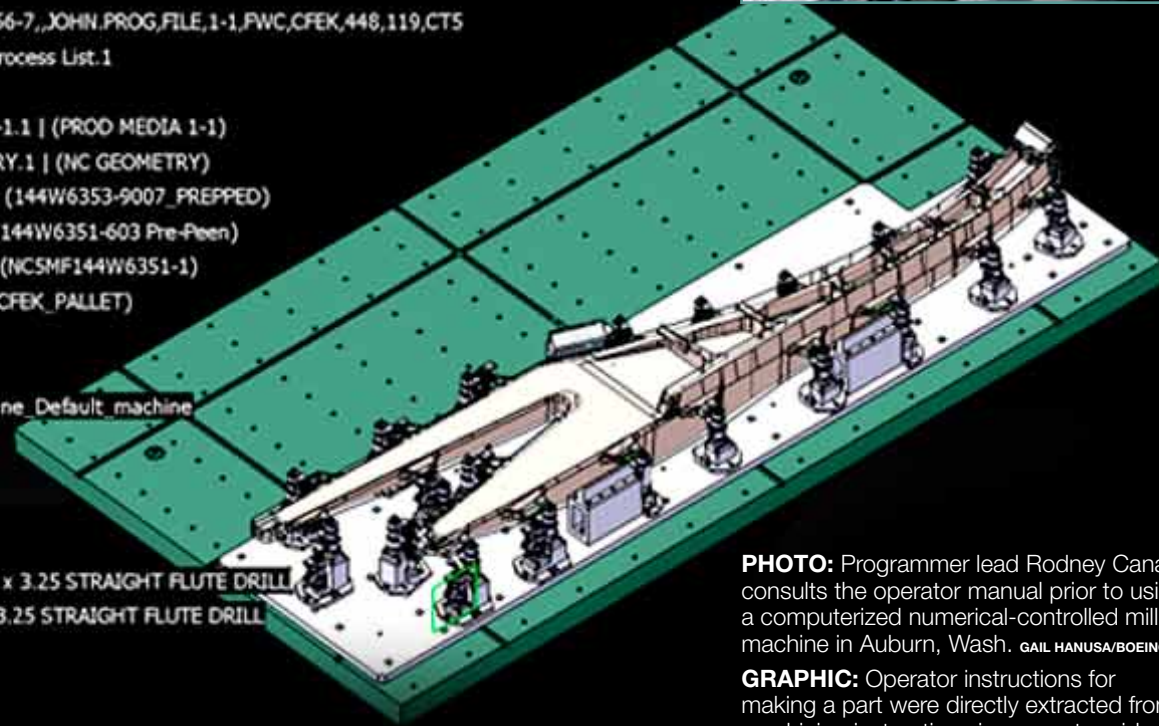 56-7,,JOHN.PROG,FILE,1-1,FWC,CFEK,448,119,CT5
rocess List.1
-1.1 | (PROD MEDIA 1-1)
RY.1 | (NC GEOMETRY)
(144W6353-9007_PREPPED)
144W6351-603 Pre-Peen)
(NCSMF144W6351-1)
CFEK_PALLET)
ne_Default_machine
x 3.25 STRAIGHT FLUTE DRILL
3.25 STRAIGHT FLUTE DRILL
PHOTO: Programmer lead Rodney Cana
consults the operator manual prior to usi
a computerized numerical-controlled mill
machine in Auburn, Wash. GAIL HANUSA/BOEING
GRAPHIC: Operator instructions for
making a part were directly extracted from